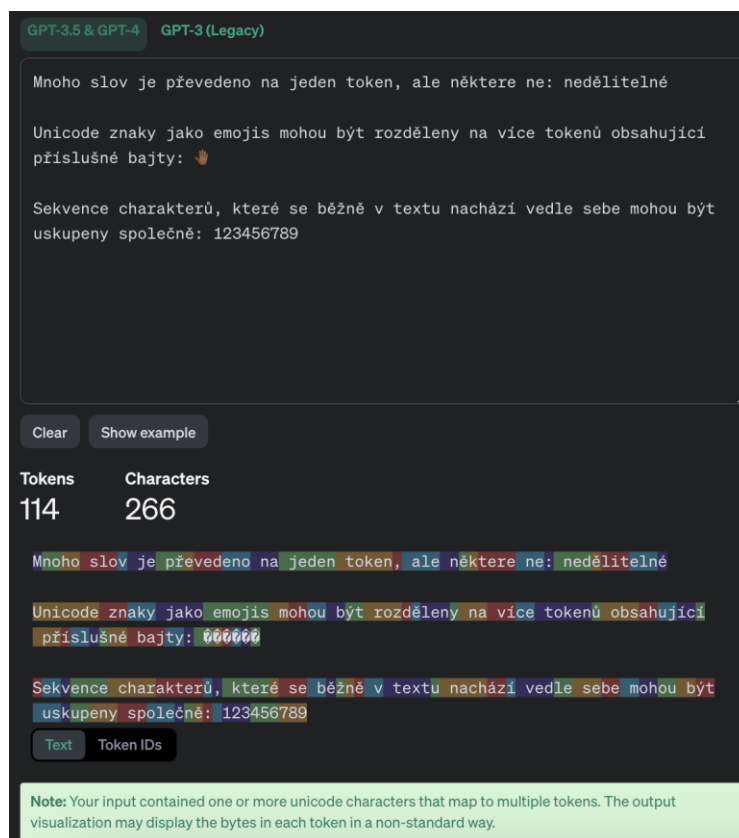 GPT-3.5 & GPT-4 GPT-3 (Legacy)
Mnoho slov je převedeno na jeden token, ale některe ne: nedělitelné
Unicode znaky jako emojis mohou být rozděleny na více tokenů obsahující
příslušné bajty: 🤚🏾
Sekvence charakterů, které se běžně v textu nachází vedle sebe mohou být
uskupeny společně: 123456789
Clear Show example
Tokens Characters
114 266
Mnoho slov je převedeno na jeden token, ale některe ne: nedělitelné
Unicode znaky jako emojis mohou být rozděleny na více tokenů obsahující
příslušné bajty: ������
Sekvence charakterů, které se běžně v textu nachází vedle sebe mohou být
uskupeny společně: 123456789
Text Token IDs
Note: Your input contained one or more unicode characters that map to multiple tokens. The output
visualization may display the bytes in each token in a non-standard way.